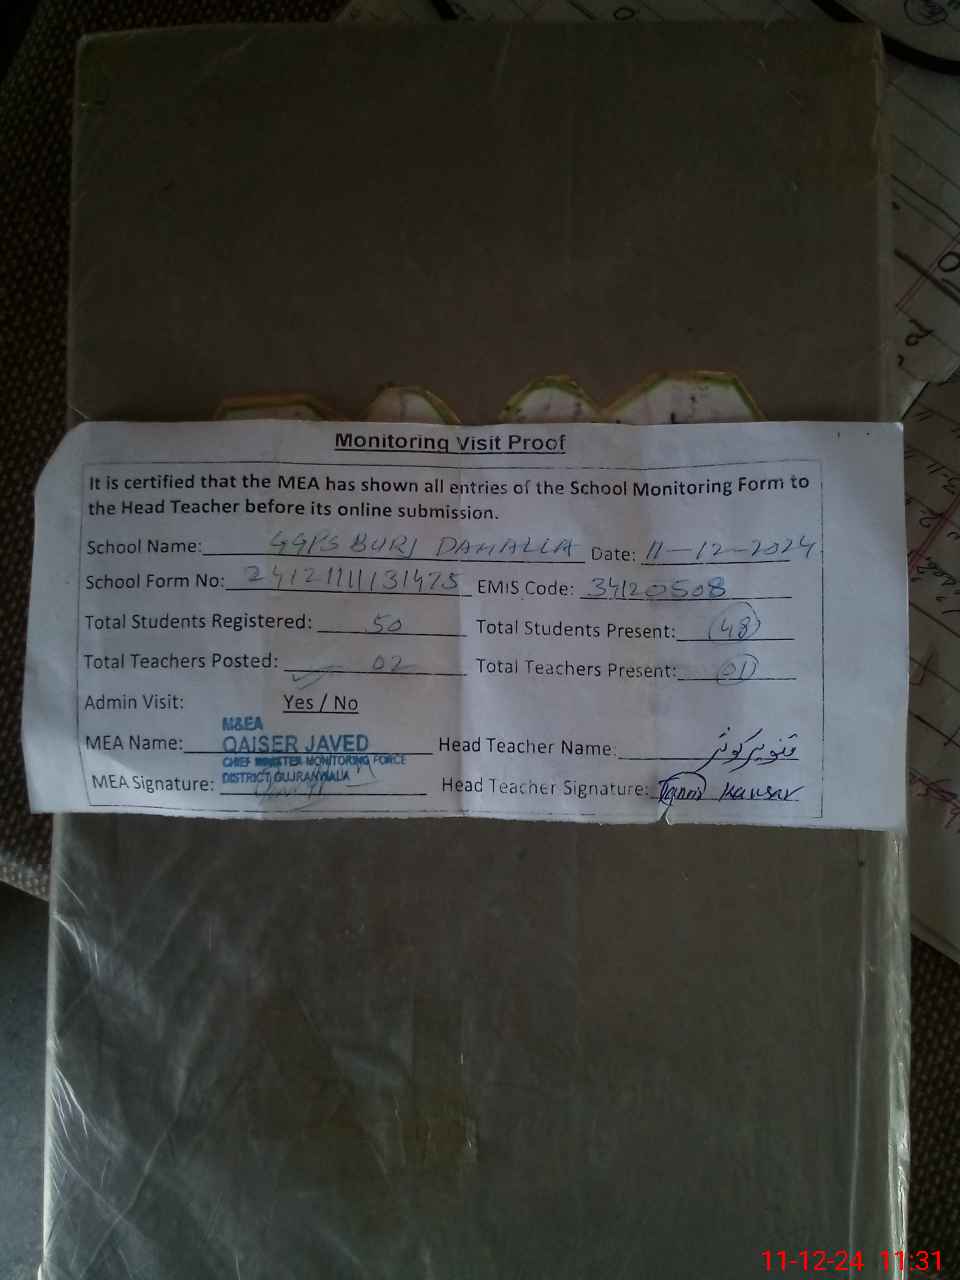 Monitoring Visit Proof
It is certified that the MEA has shown all entries of the School Monitoring Form to
the Head Teacher before its online submission.
School Name: GGPS BURJ DAHALLA Date: 11-12-2024
School Form No: 2412111131475 EMIS Code: 34120508
Total Students Registered: 50 Total Students Present: 48
Total Teachers Posted: 02 Total Teachers Present: 01
Admin Visit: Yes / No
M&EA
MEA Name: QAISER JAVED Head Teacher Name: تنویر کوثر
CHIEF MINISTER MONITORING FORCE
DISTRICT GUJRANWALA
MEA Signature: Head Teacher Signature: Kausar
11-12-24 11:31